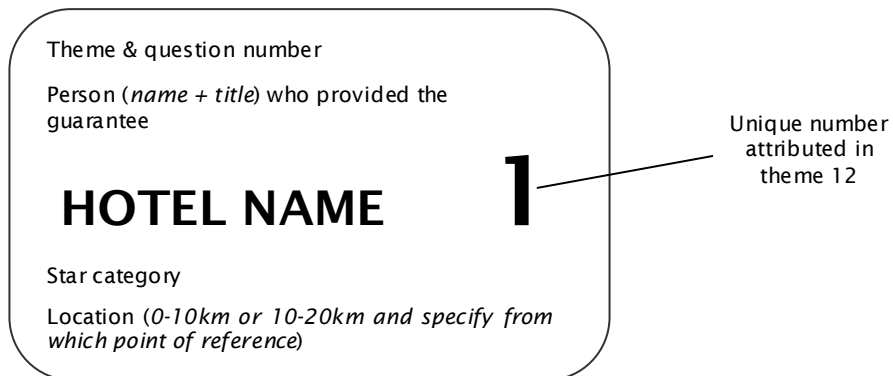 Theme & question number
Person (name + title) who provided the
guarantee
HOTEL NAME
1
Star category
Location (0-10km or 10-20km and specify from
which point of reference)
Unique number
attributed in
theme 12